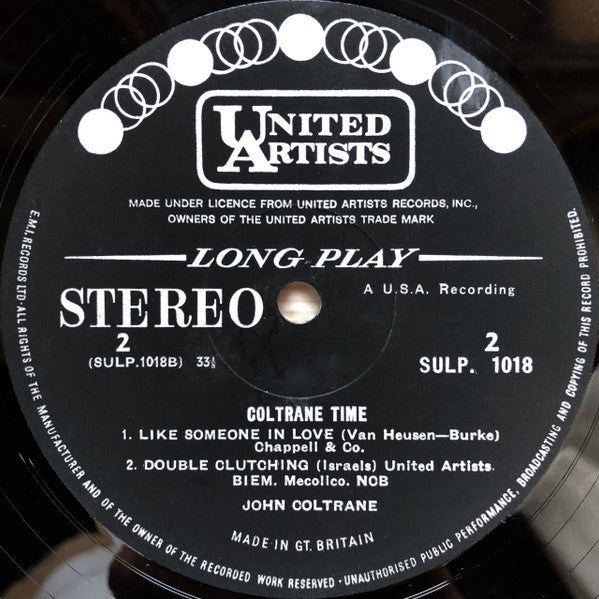 UNITED
ARTISTS
MADE UNDER LICENCE FROM UNITED ARTISTS RECORDS, INC.,
OWNERS OF THE UNITED ARTISTS TRADE MARK
LONG PLAY
STEREO
A U.S.A. Recording
2
(SULP.1018B) 33⅓
2
SULP. 1018
COLTRANE TIME
1. LIKE SOMEONE IN LOVE (Van Heusen—Burke)
Chappell & Co.
2. DOUBLE CLUTCHING (Israels) United Artists.
BIEM. Mecolico. NCB
JOHN COLTRANE
MADE IN GT. BRITAIN
E.M.I. RECORDS LTD·ALL RIGHTS OF THE MANUFACTURER AND OF THE OWNER OF THE RECORDED WORK RESERVED·UNAUTHORISED PUBLIC PERFORMANCE, BROADCASTING AND COPYING OF THIS RECORD PROHIBITED.